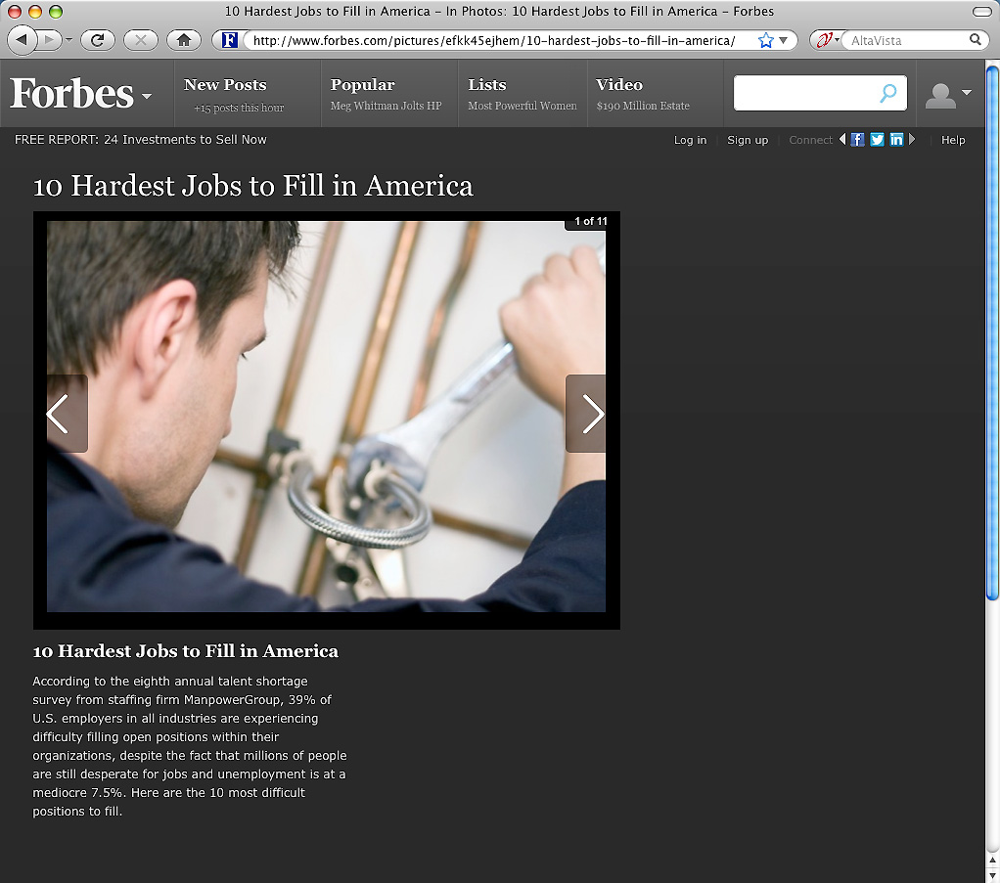 10 Hardest Jobs to Fill in America – In Photos: 10 Hardest Jobs to Fill in America – Forbes
F http://www.forbes.com/pictures/efkk45ejhem/10-hardest-jobs-to-fill-in-america/ AltaVista
Forbes
New Posts
+15 posts this hour
Popular
Meg Whitman Jolts HP
Lists
Most Powerful Women
Video
$190 Million Estate
FREE REPORT: 24 Investments to Sell Now
Log in Sign up Connect f in Help
10 Hardest Jobs to Fill in America
1 of 11
10 Hardest Jobs to Fill in America
According to the eighth annual talent shortage
survey from staffing firm ManpowerGroup, 39% of
U.S. employers in all industries are experiencing
difficulty filling open positions within their
organizations, despite the fact that millions of people
are still desperate for jobs and unemployment is at a
mediocre 7.5%. Here are the 10 most difficult
positions to fill.